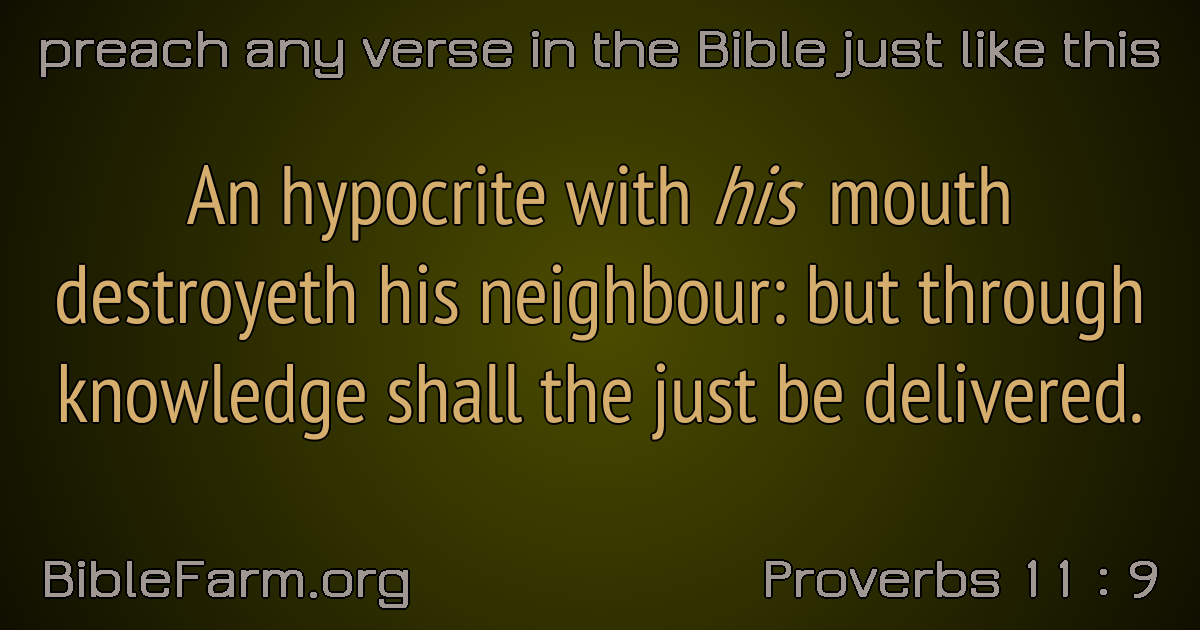 preach any verse in the Bible just like this
An hypocrite with his mouth
destroyeth his neighbour: but through
knowledge shall the just be delivered.
BibleFarm.org
Proverbs 11 : 9